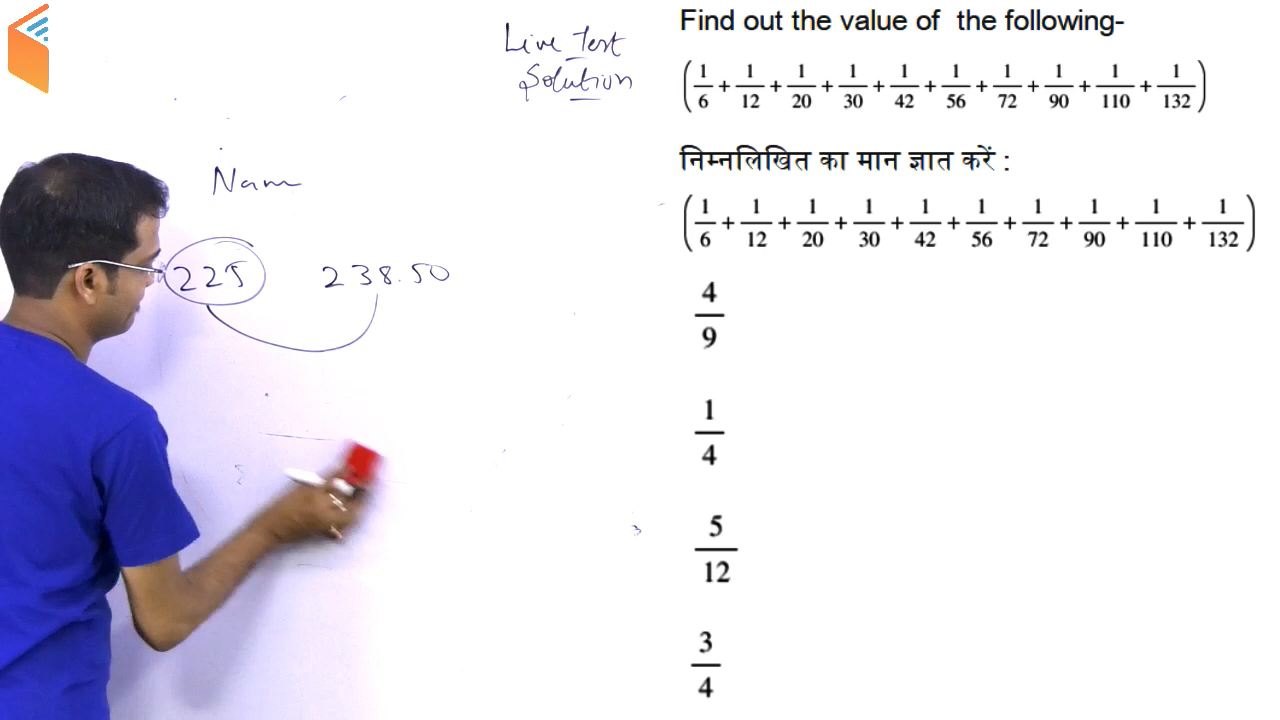 Live Test
Solution
Nam
225 238.50
Find out the value of the following-
(1/6 + 1/12 + 1/20 + 1/30 + 1/42 + 1/56 + 1/72 + 1/90 + 1/110 + 1/132)
निम्नलिखित का मान ज्ञात करें :
(1/6 + 1/12 + 1/20 + 1/30 + 1/42 + 1/56 + 1/72 + 1/90 + 1/110 + 1/132)
4/9
1/4
5/12
3/4